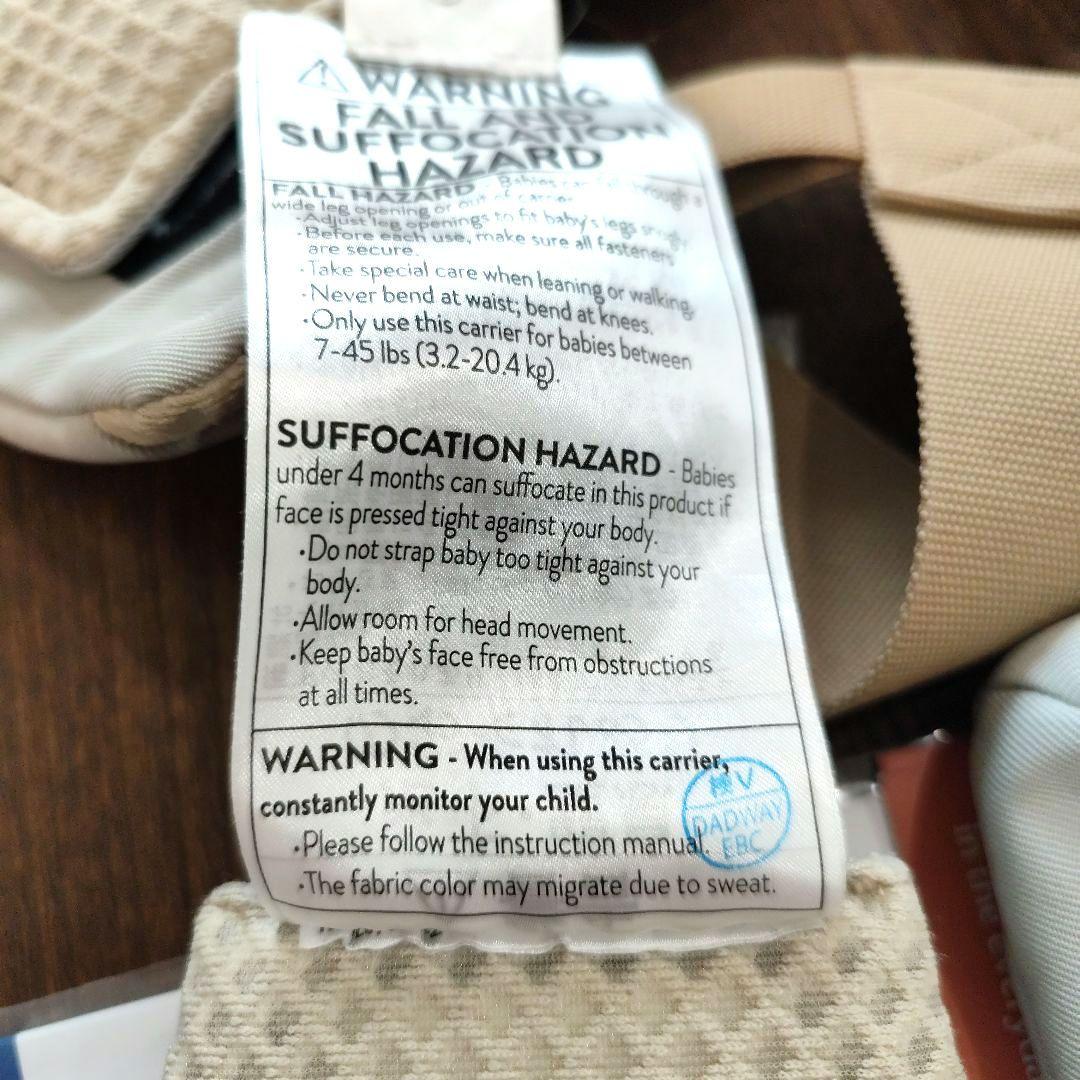 WARNING
FALL AND
SUFFOCATION
HAZARD
FALL HAZARD - Babies can fall through a
wide leg opening or out of carrier
·Adjust leg openings to fit baby's legs snugly
·Before each use, make sure all fasteners
are secure.
·Take special care when leaning or walking.
·Never bend at waist; bend at knees.
·Only use this carrier for babies between
7-45 lbs (3.2-20.4 kg).
SUFFOCATION HAZARD - Babies
under 4 months can suffocate in this product if
face is pressed tight against your body.
·Do not strap baby too tight against your
body.
·Allow room for head movement.
·Keep baby's face free from obstructions
at all times.
WARNING - When using this carrier,
constantly monitor your child.
·Please follow the instruction manual.
·The fabric color may migrate due to sweat.
検V
DADWAY
EBC
in the